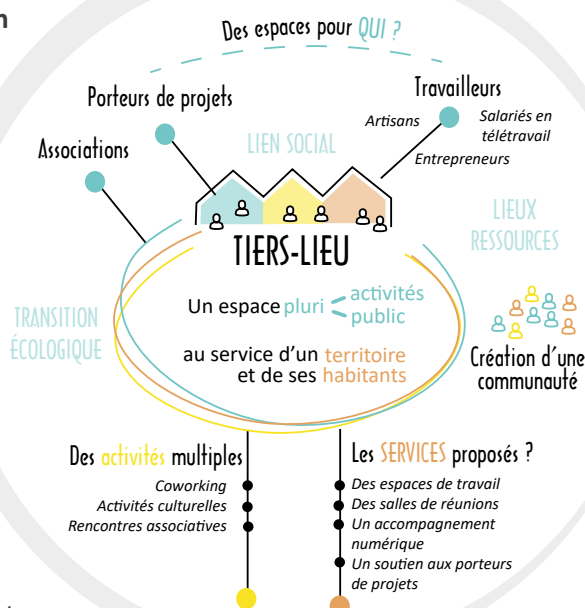 n
Des espaces pour QUI ?
Porteurs de projets
Travailleurs
Artisans
Salariés en
télétravail
Entrepreneurs
Associations
LIEN SOCIAL
LIEUX
RESSOURCES
TIERS-LIEU
TRANSITION
ÉCOLOGIQUE
Un espace pluri
activités
public
au service d'un territoire
et de ses habitants
Création d'une
communauté
Des activités multiples
Coworking
Activités culturelles
Rencontres associatives
Les SERVICES proposés ?
Des espaces de travail
Des salles de réunions
Un accompagnement
numérique
Un soutien aux porteurs
de projets